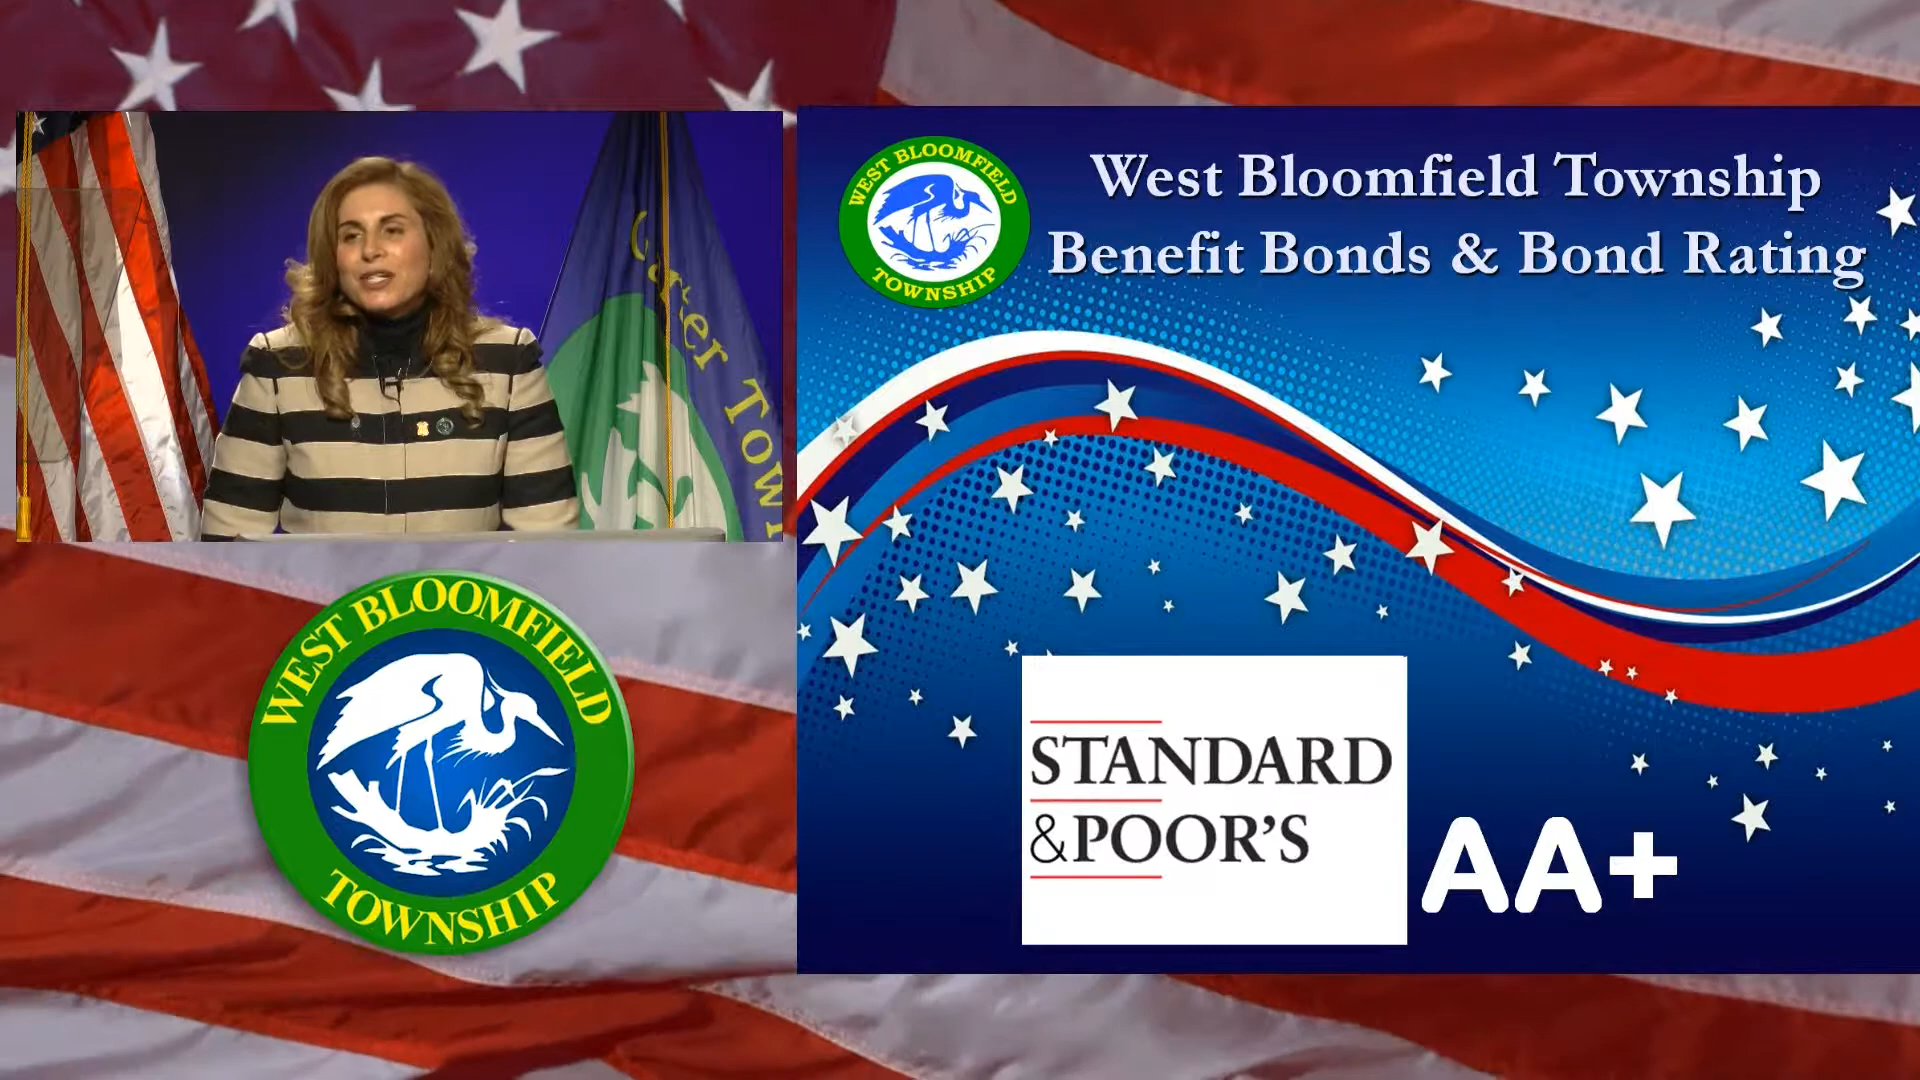 WEST BLOOMFIELD
TOWNSHIP
West Bloomfield Township
Benefit Bonds & Bond Rating
STANDARD
&POOR'S
AA+
WEST BLOOMFIELD
TOWNSHIP